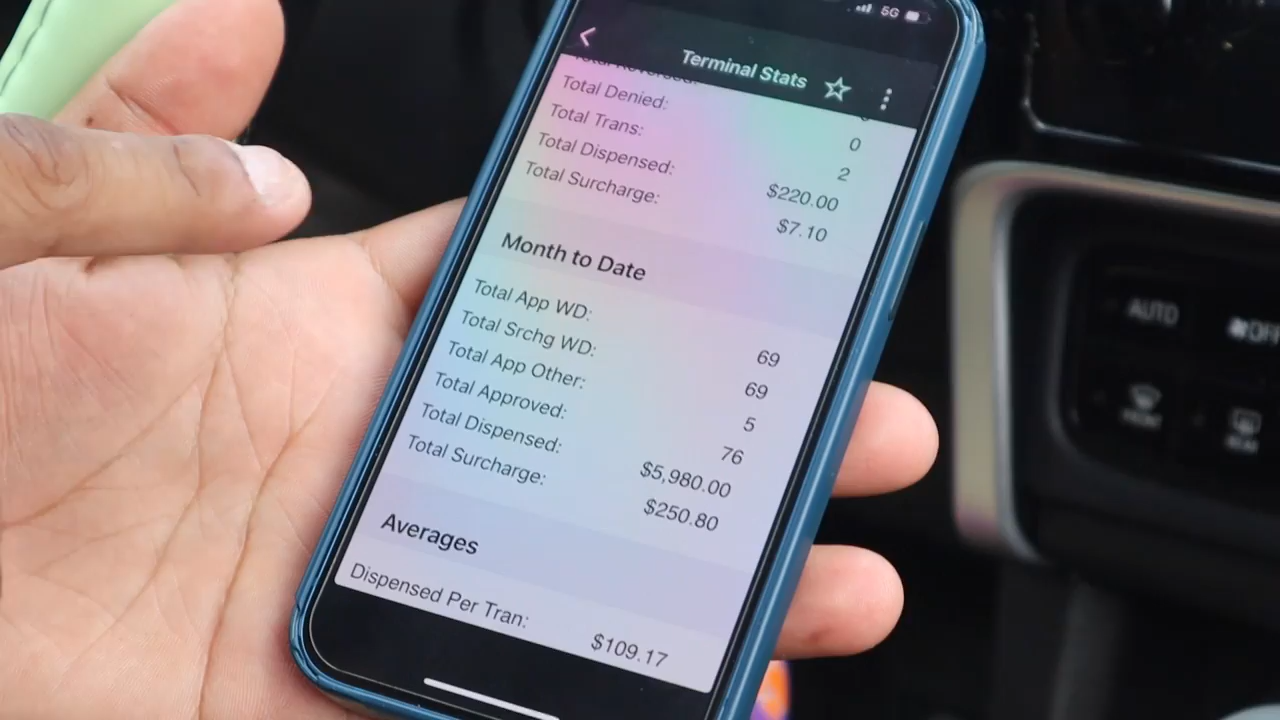 5G
Terminal Stats
Total Reversed:
Total Denied: 0
Total Trans: 2
Total Dispensed: $220.00
Total Surcharge: $7.10
Month to Date
Total App WD: 69
Total Srchg WD: 69
Total App Other: 5
Total Approved: 76
Total Dispensed: $5,980.00
Total Surcharge: $250.80
Averages
Dispensed Per Tran: $109.17
AUTO
OFF